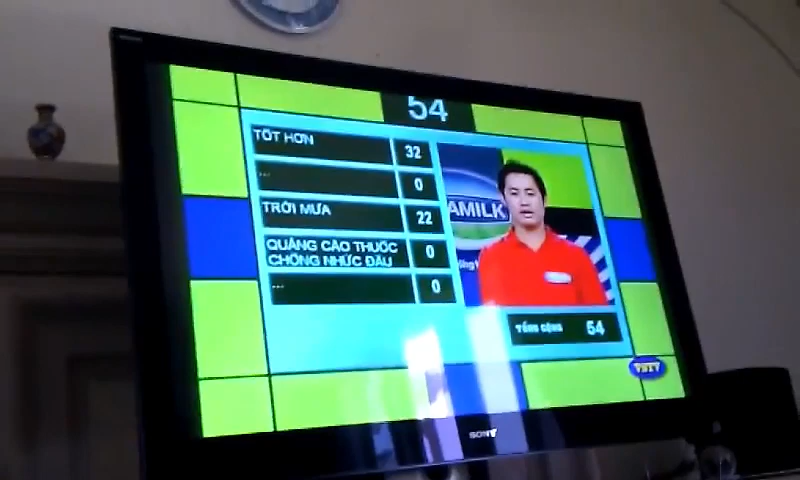 54
TỐT HƠN 32
... 0
TRỜI MƯA 22
QUẢNG CÁO THUỐC
CHỐNG NHỨC ĐẦU 0
... 0
AMILK
TỔNG CỘNG 54
SONY